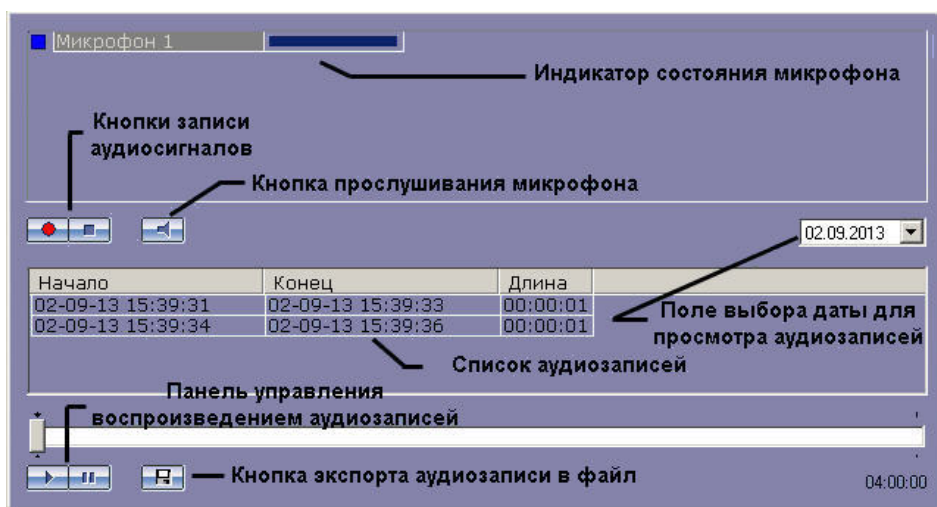 Микрофон 1
Индикатор состояния микрофона
Кнопки записи
аудиосигналов
Кнопка прослушивания микрофона
02.09.2013
Начало Конец Длина
02-09-13 15:39:31 02-09-13 15:39:33 00:00:01
02-09-13 15:39:34 02-09-13 15:39:36 00:00:01
Поле выбора даты для
просмотра аудиозаписей
Список аудиозаписей
Панель управления
воспроизведением аудиозаписей
Кнопка экспорта аудиозаписи в файл
04:00:00